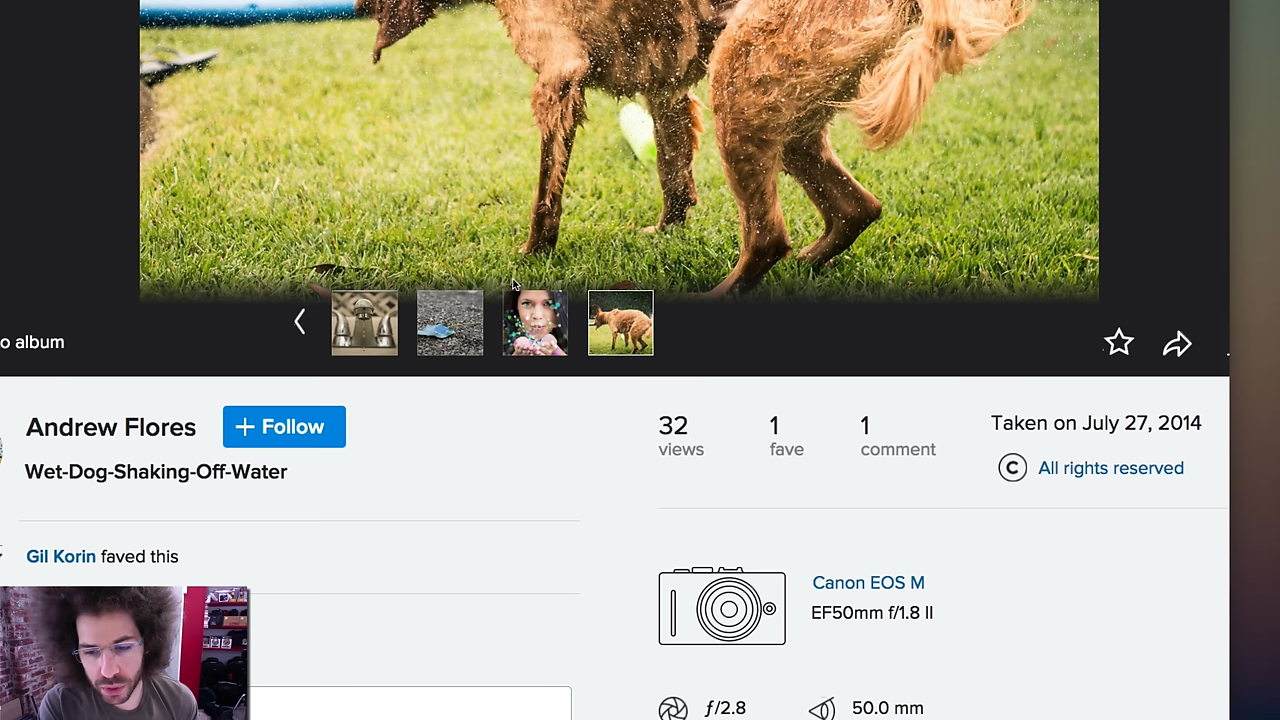 o album
Andrew Flores
+ Follow
Wet-Dog-Shaking-Off-Water
Gil Korin faved this
32
views
1
fave
1
comment
Taken on July 27, 2014
© All rights reserved
Canon EOS M
EF50mm f/1.8 II
ƒ/2.8
50.0 mm